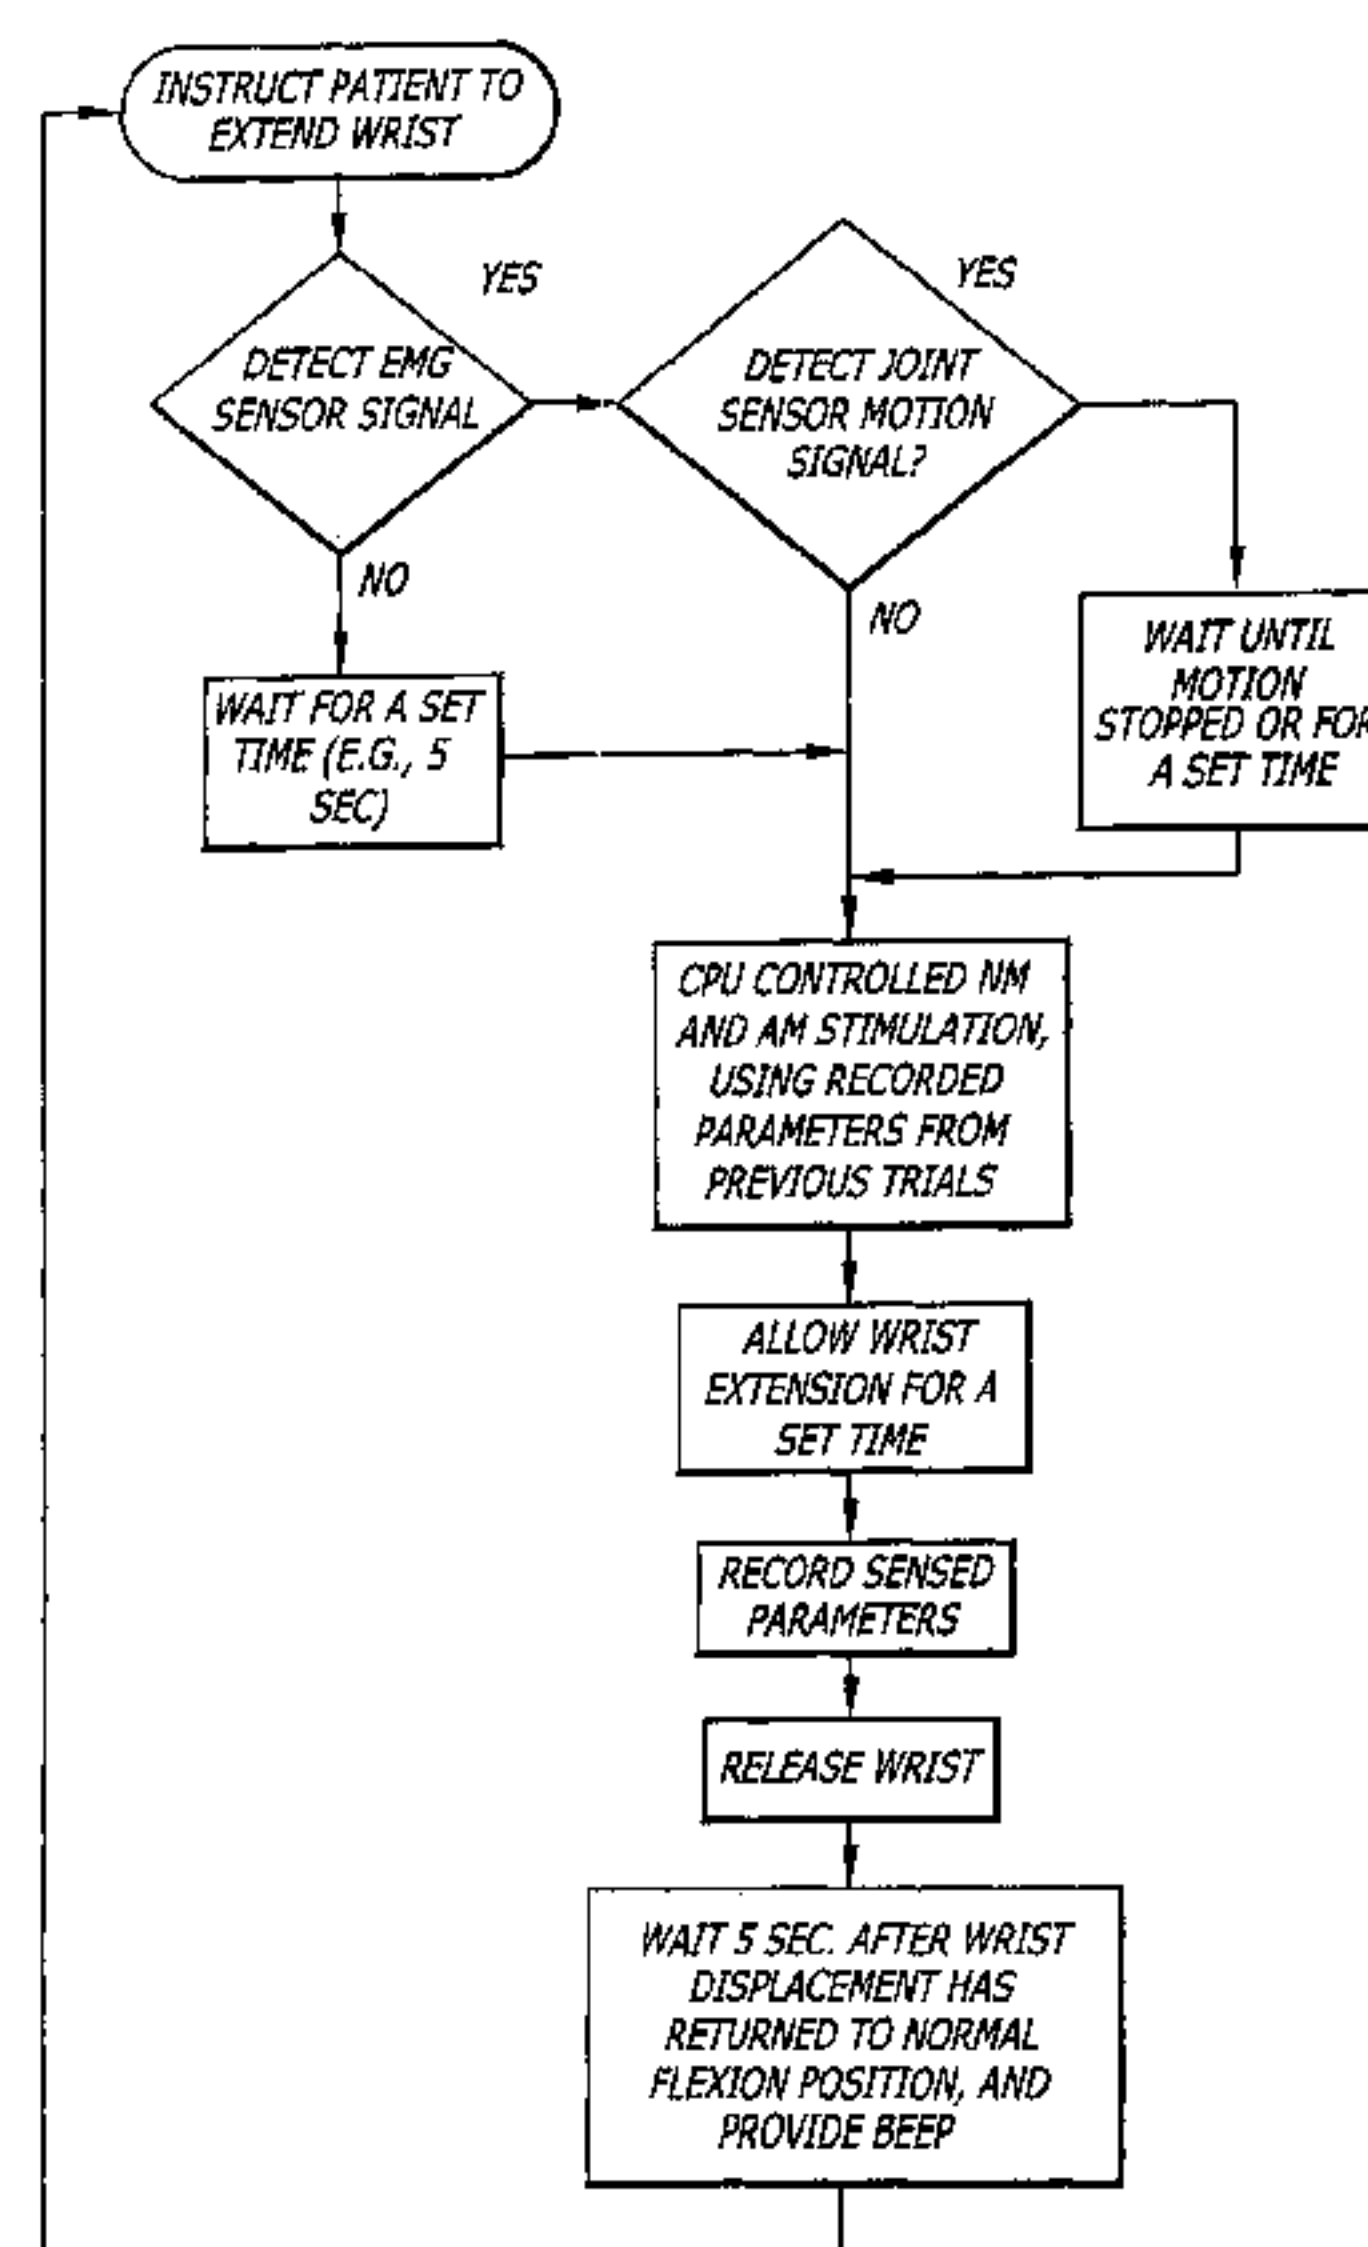 INSTRUCT PATIENT TO
EXTEND WRIST
YES
DETECT EMG
SENSOR SIGNAL
NO
YES
DETECT JOINT
SENSOR MOTION
SIGNAL?
NO
WAIT FOR A SET
TIME (E.G., 5
SEC)
WAIT UNTIL
MOTION
STOPPED OR FOR
A SET TIME
CPU CONTROLLED NM
AND AM STIMULATION,
USING RECORDED
PARAMETERS FROM
PREVIOUS TRIALS
ALLOW WRIST
EXTENSION FOR A
SET TIME
RECORD SENSED
PARAMETERS
RELEASE WRIST
WAIT 5 SEC. AFTER WRIST
DISPLACEMENT HAS
RETURNED TO NORMAL
FLEXION POSITION, AND
PROVIDE BEEP